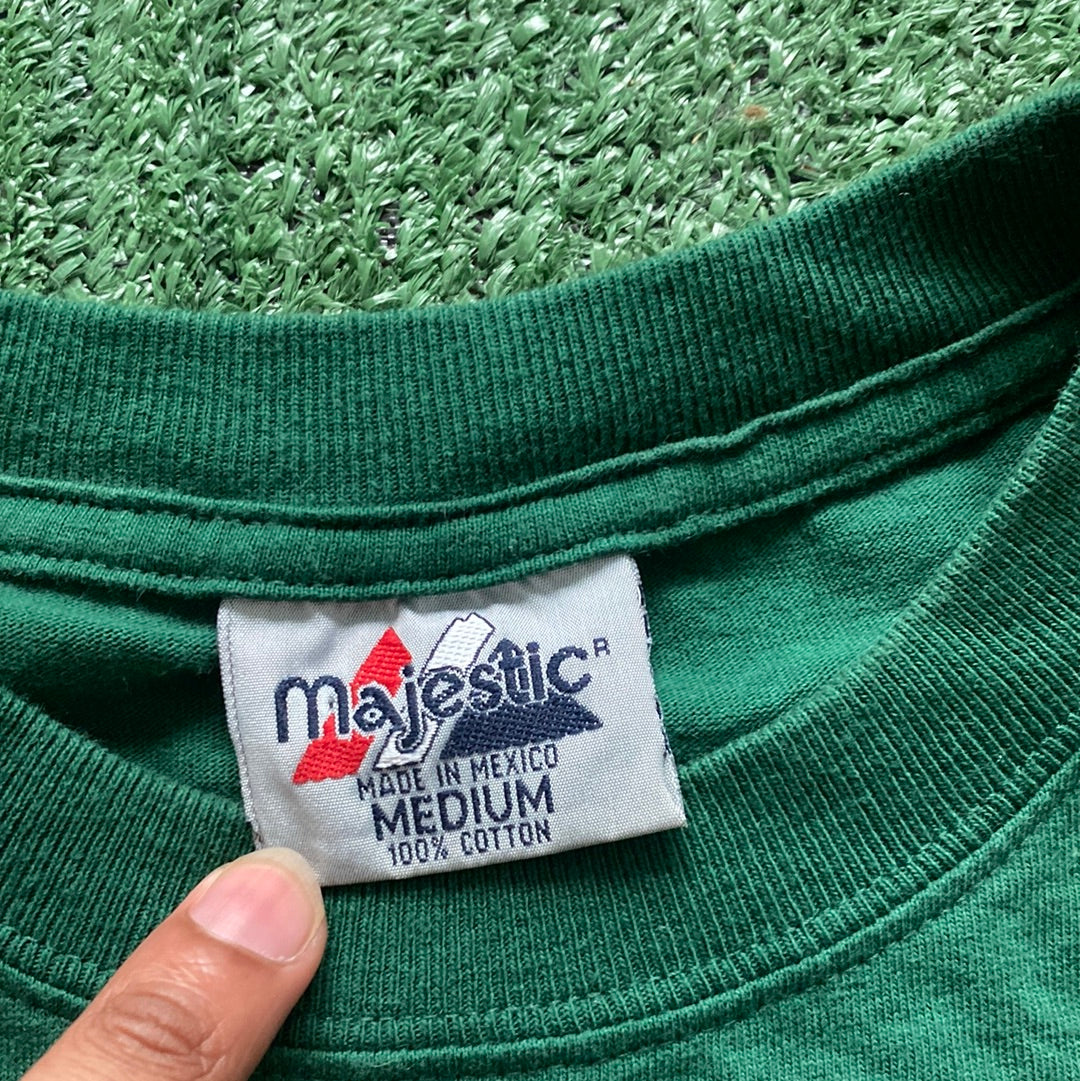 majestic R
MADE IN MEXICO
MEDIUM
100% COTTON